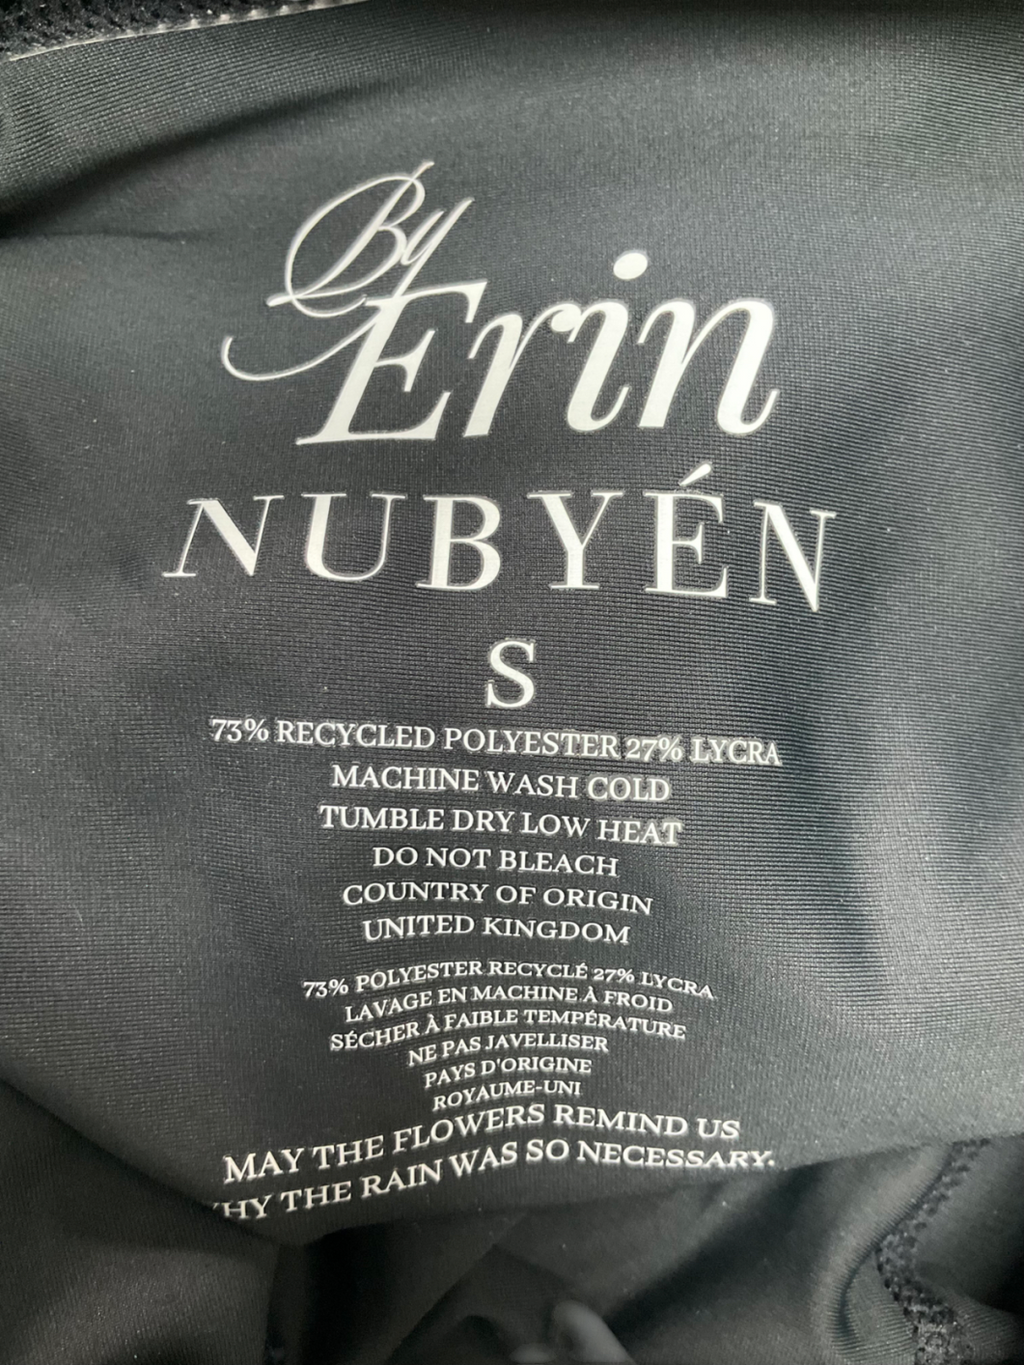 By
Erin
NUBYÉN
S
73% RECYCLED POLYESTER 27% LYCRA
MACHINE WASH COLD
TUMBLE DRY LOW HEAT
DO NOT BLEACH
COUNTRY OF ORIGIN
UNITED KINGDOM
73% POLYESTER RECYCLÉ 27% LYCRA
LAVAGE EN MACHINE À FROID
SÉCHER À FAIBLE TEMPÉRATURE
NE PAS JAVELLISER
PAYS D'ORIGINE
ROYAUME-UNI
MAY THE FLOWERS REMIND US
WHY THE RAIN WAS SO NECESSARY.